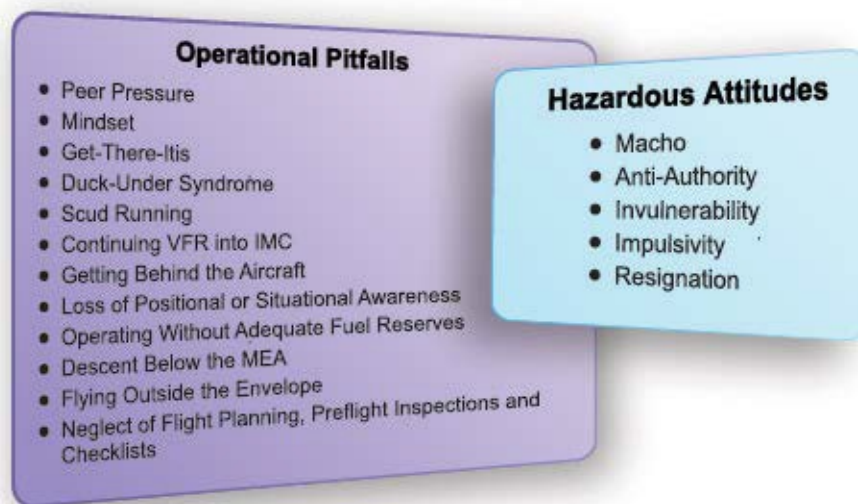 Operational Pitfalls
• Peer Pressure
• Mindset
• Get-There-Itis
• Duck-Under Syndrome
• Scud Running
• Continuing VFR into IMC
• Getting Behind the Aircraft
• Loss of Positional or Situational Awareness
• Operating Without Adequate Fuel Reserves
• Descent Below the MEA
• Flying Outside the Envelope
• Neglect of Flight Planning, Preflight Inspections and
Checklists
Hazardous Attitudes
• Macho
• Anti-Authority
• Invulnerability
• Impulsivity
• Resignation